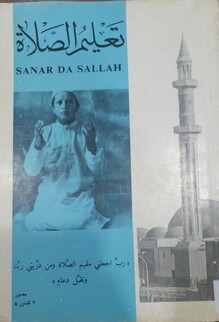 تعليم الصلاة
SANAR DA SALLAH
« رب اجعلني مقيم الصلاة ومن ذريتي ربنا
وتقبل دعاء »